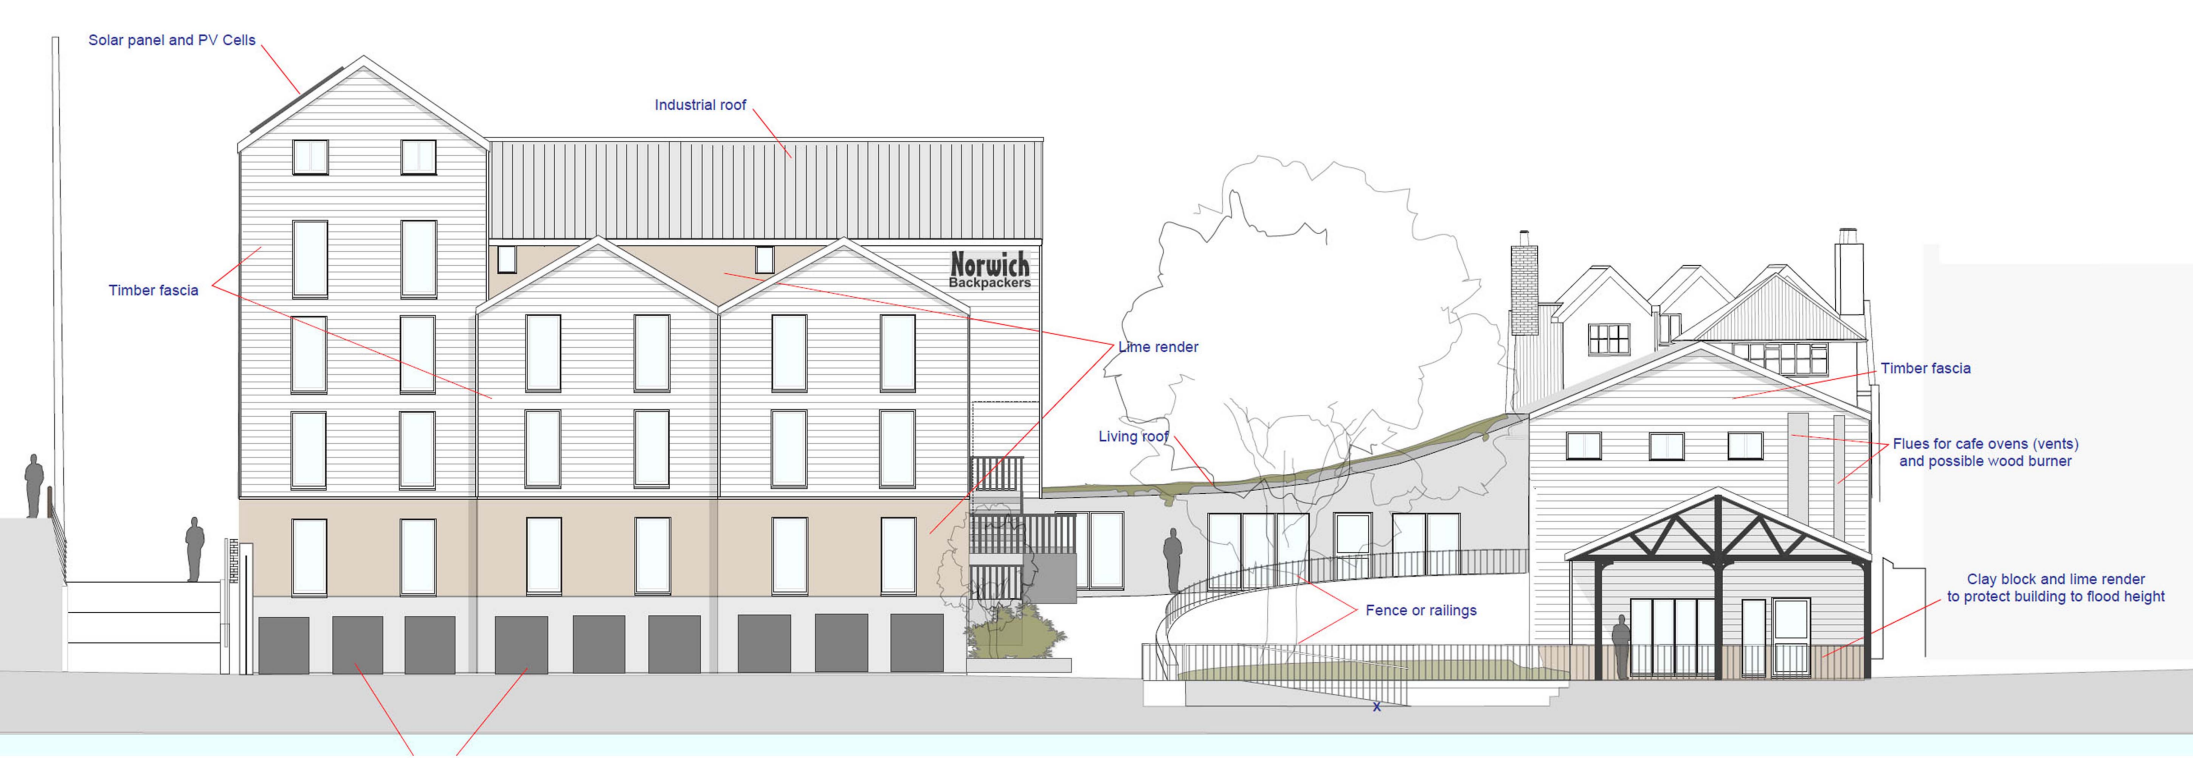 Solar panel and PV Cells
Industrial roof
Norwich
Backpackers
Timber fascia
Lime render
Timber fascia
Living roof
Flues for cafe ovens (vents)
and possible wood burner
Clay block and lime render
to protect building to flood height
Fence or railings
x